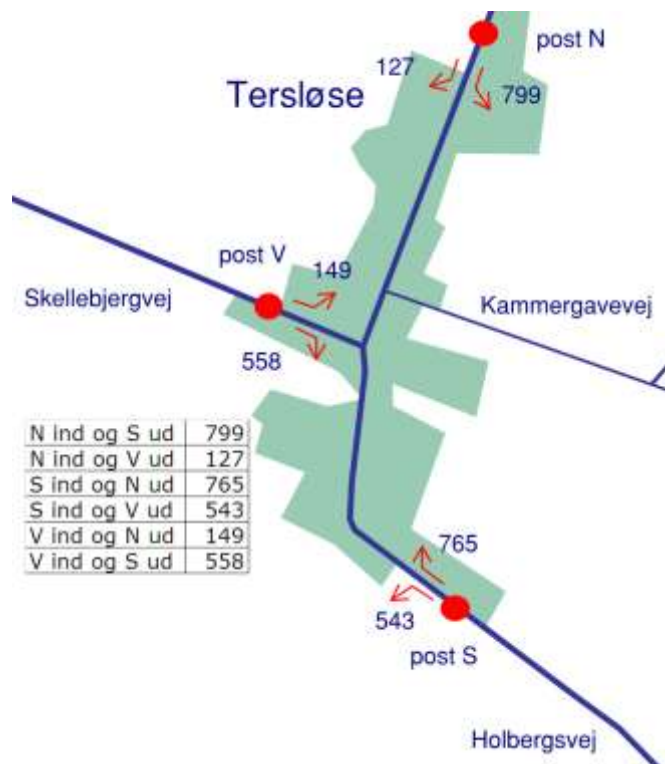 post N
127
799
Tersløse
post V
149
Skellebjergvej
Kammergavevej
558
N ind og S ud 799
N ind og V ud 127
S ind og N ud 765
S ind og V ud 543
V ind og N ud 149
V ind og S ud 558
765
543
post S
Holbergsvej